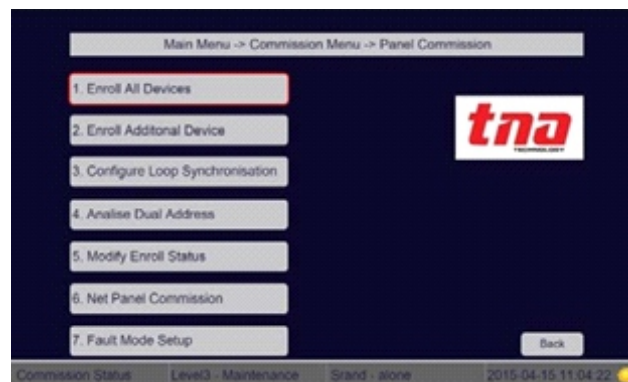 Main Menu -> Commission Menu -> Panel Commission
1. Enroll All Devices
2. Enroll Additonal Device
tna
TECHNOLOGY
3. Configure Loop Synchronisation
4. Analise Dual Address
5. Modify Enroll Status
6. Net Panel Commission
7. Fault Mode Setup
Back
Commission Status Level3 - Maintenance Srand - alone 2015-04-15 11:04:22